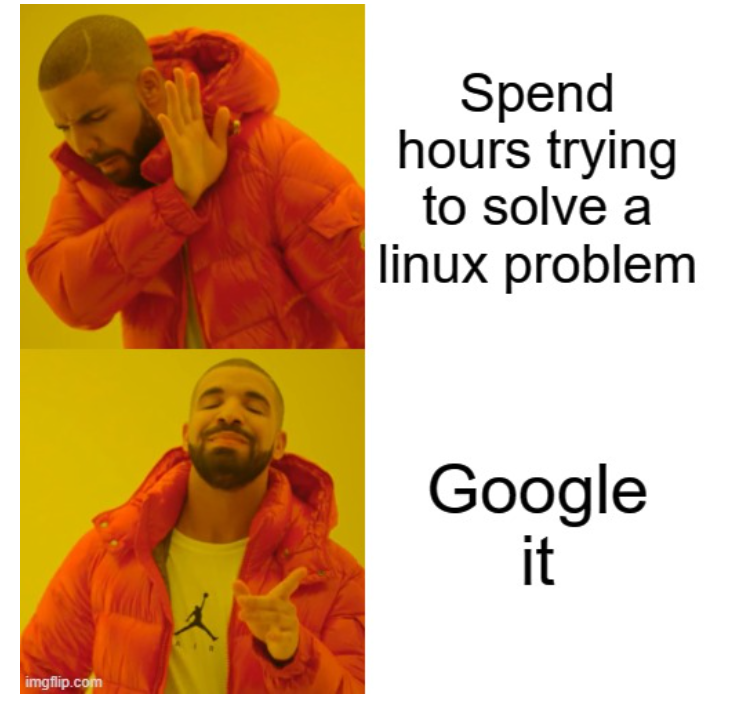 Spend
hours trying
to solve a
linux problem
Google
it
imgflip.com